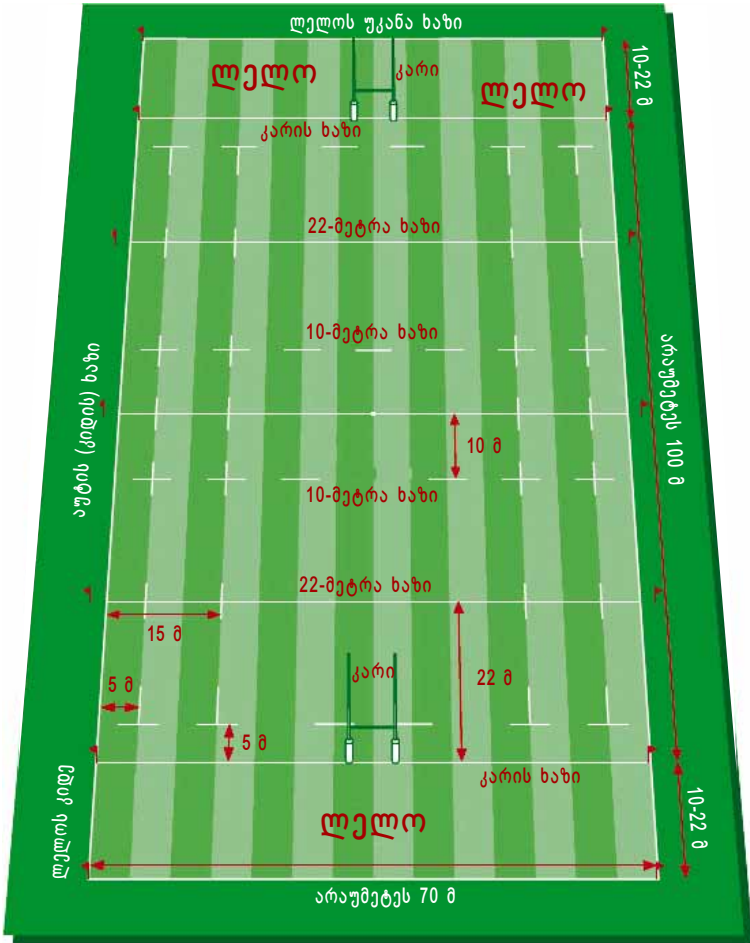 ლელოს უკანა ხაზი
ლელო
კარი
ლელო
10-22 მ
კარის ხაზი
22-მეტრა ხაზი
10-მეტრა ხაზი
აუტის (კიდის) ხაზი
არაუმეტეს 100 მ
10 მ
10-მეტრა ხაზი
22-მეტრა ხაზი
15 მ
კარი
22 მ
5 მ
5 მ
კარის ხაზი
ლელოს კიდე
ლელო
10-22 მ
არაუმეტეს 70 მ